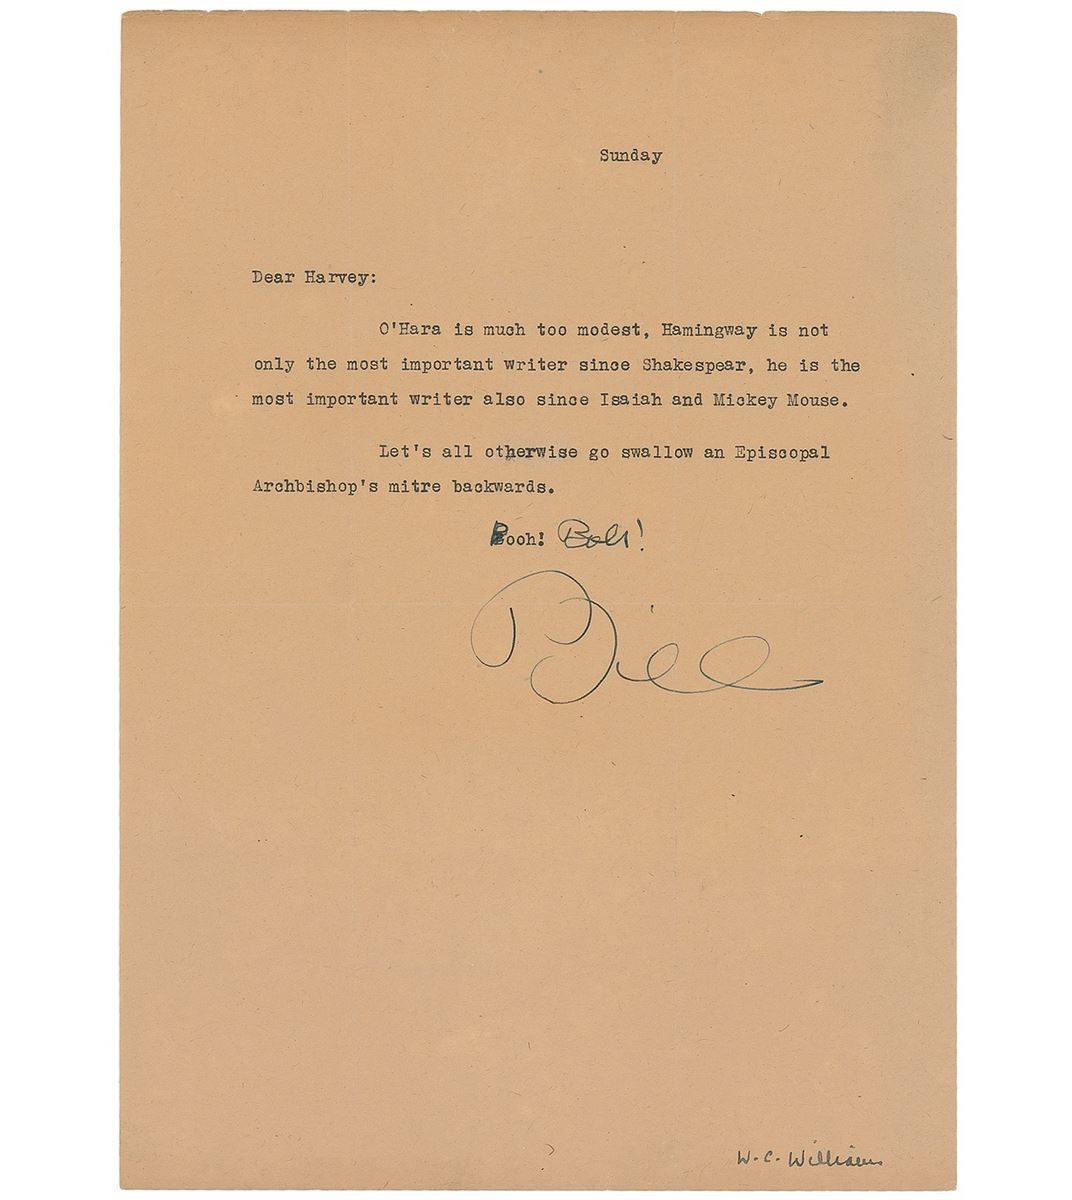 Sunday
Dear Harvey:
O'Hara is much too modest, Hamingway is not
only the most important writer since Shakespear, he is the
most important writer also since Isaiah and Mickey Mouse.
Let's all otherwise go swallow an Episcopal
Archbishop's mitre backwards.
Booh! Bah!
Bill
W. C. Williams